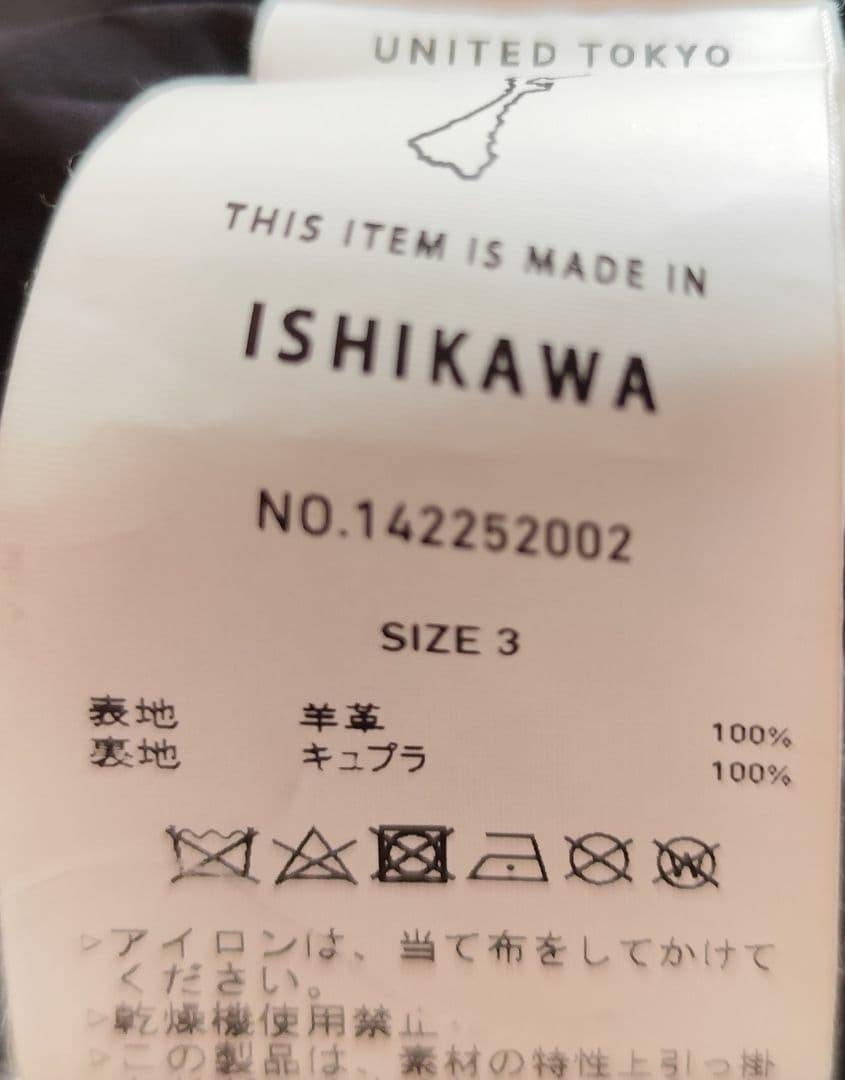 UNITED TOKYO
THIS ITEM IS MADE IN
ISHIKAWA
NO.142252002
SIZE 3
表地 羊革 100%
裏地 キュプラ 100%
▷アイロンは、当て布をしてかけて
ください。
▷乾燥機使用禁止.
▷この製品は、素材の特性上引っ掛